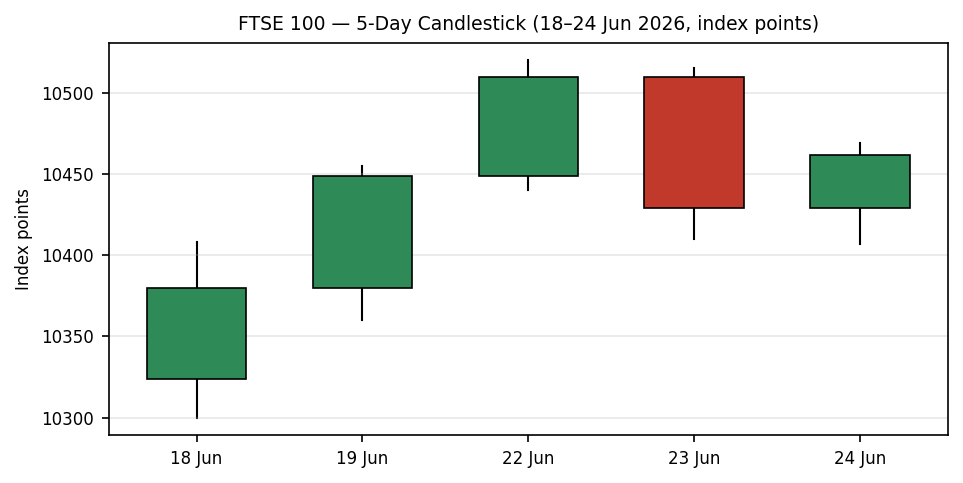 FTSE 100 — 5-Day Candlestick (18–24 Jun 2026, index points)
Index points
10500
10450
10400
10350
10300
18 Jun
19 Jun
22 Jun
23 Jun
24 Jun